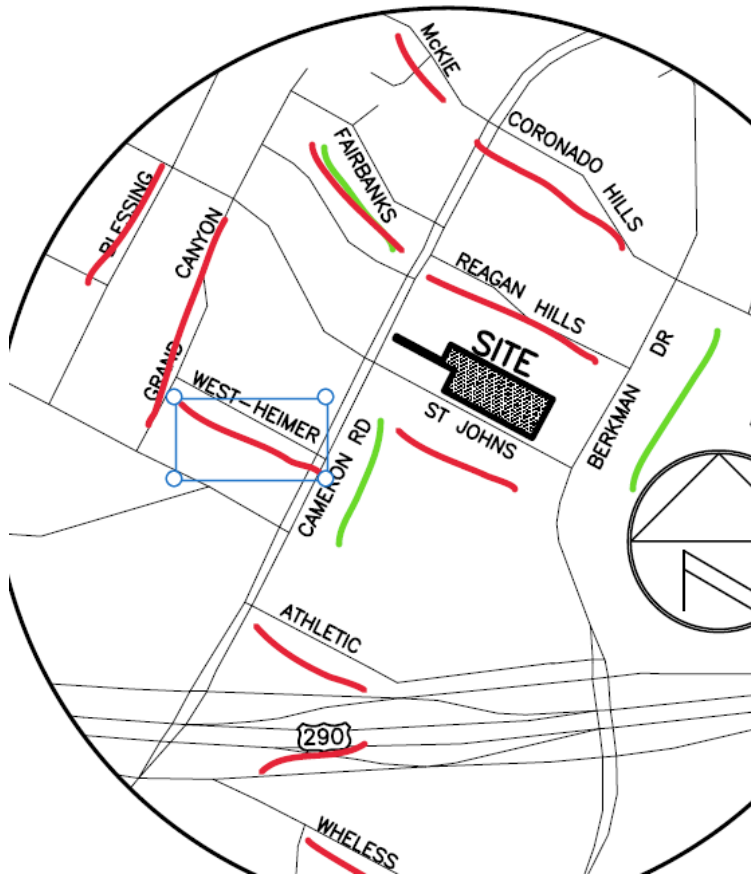 McKIE
CORONADO HILLS
FAIRBANKS
BLESSING
GRAND CANYON
REAGAN HILLS
SITE
BERKMAN DR
WEST-HEIMER
ST JOHNS
CAMERON RD
ATHLETIC
290
WHELESS